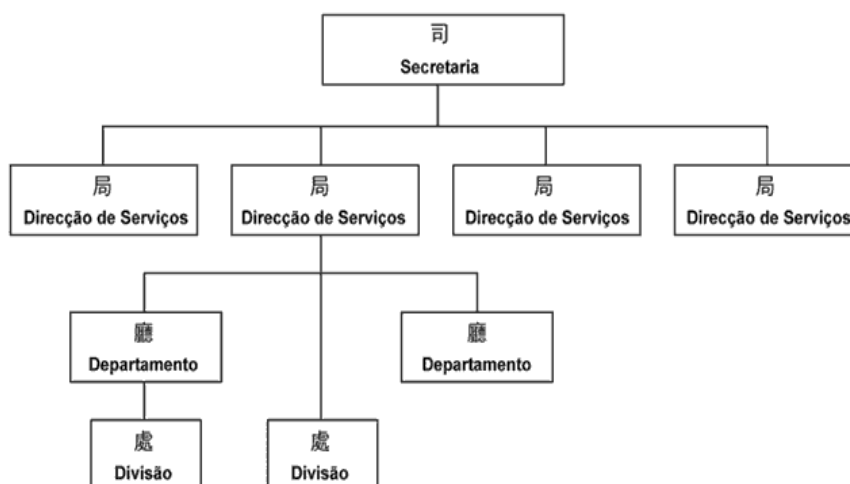 司
Secretaria
局
Direcção de Serviços
局
Direcção de Serviços
局
Direcção de Serviços
局
Direcção de Serviços
廳
Departamento
廳
Departamento
處
Divisão
處
Divisão